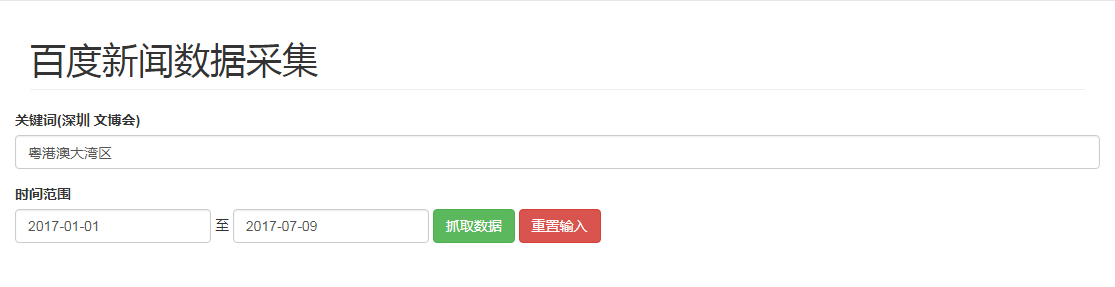 百度新闻数据采集
关键词(深圳 文博会)
粤港澳大湾区
时间范围
2017-01-01 至 2017-07-09 抓取数据 重置输入